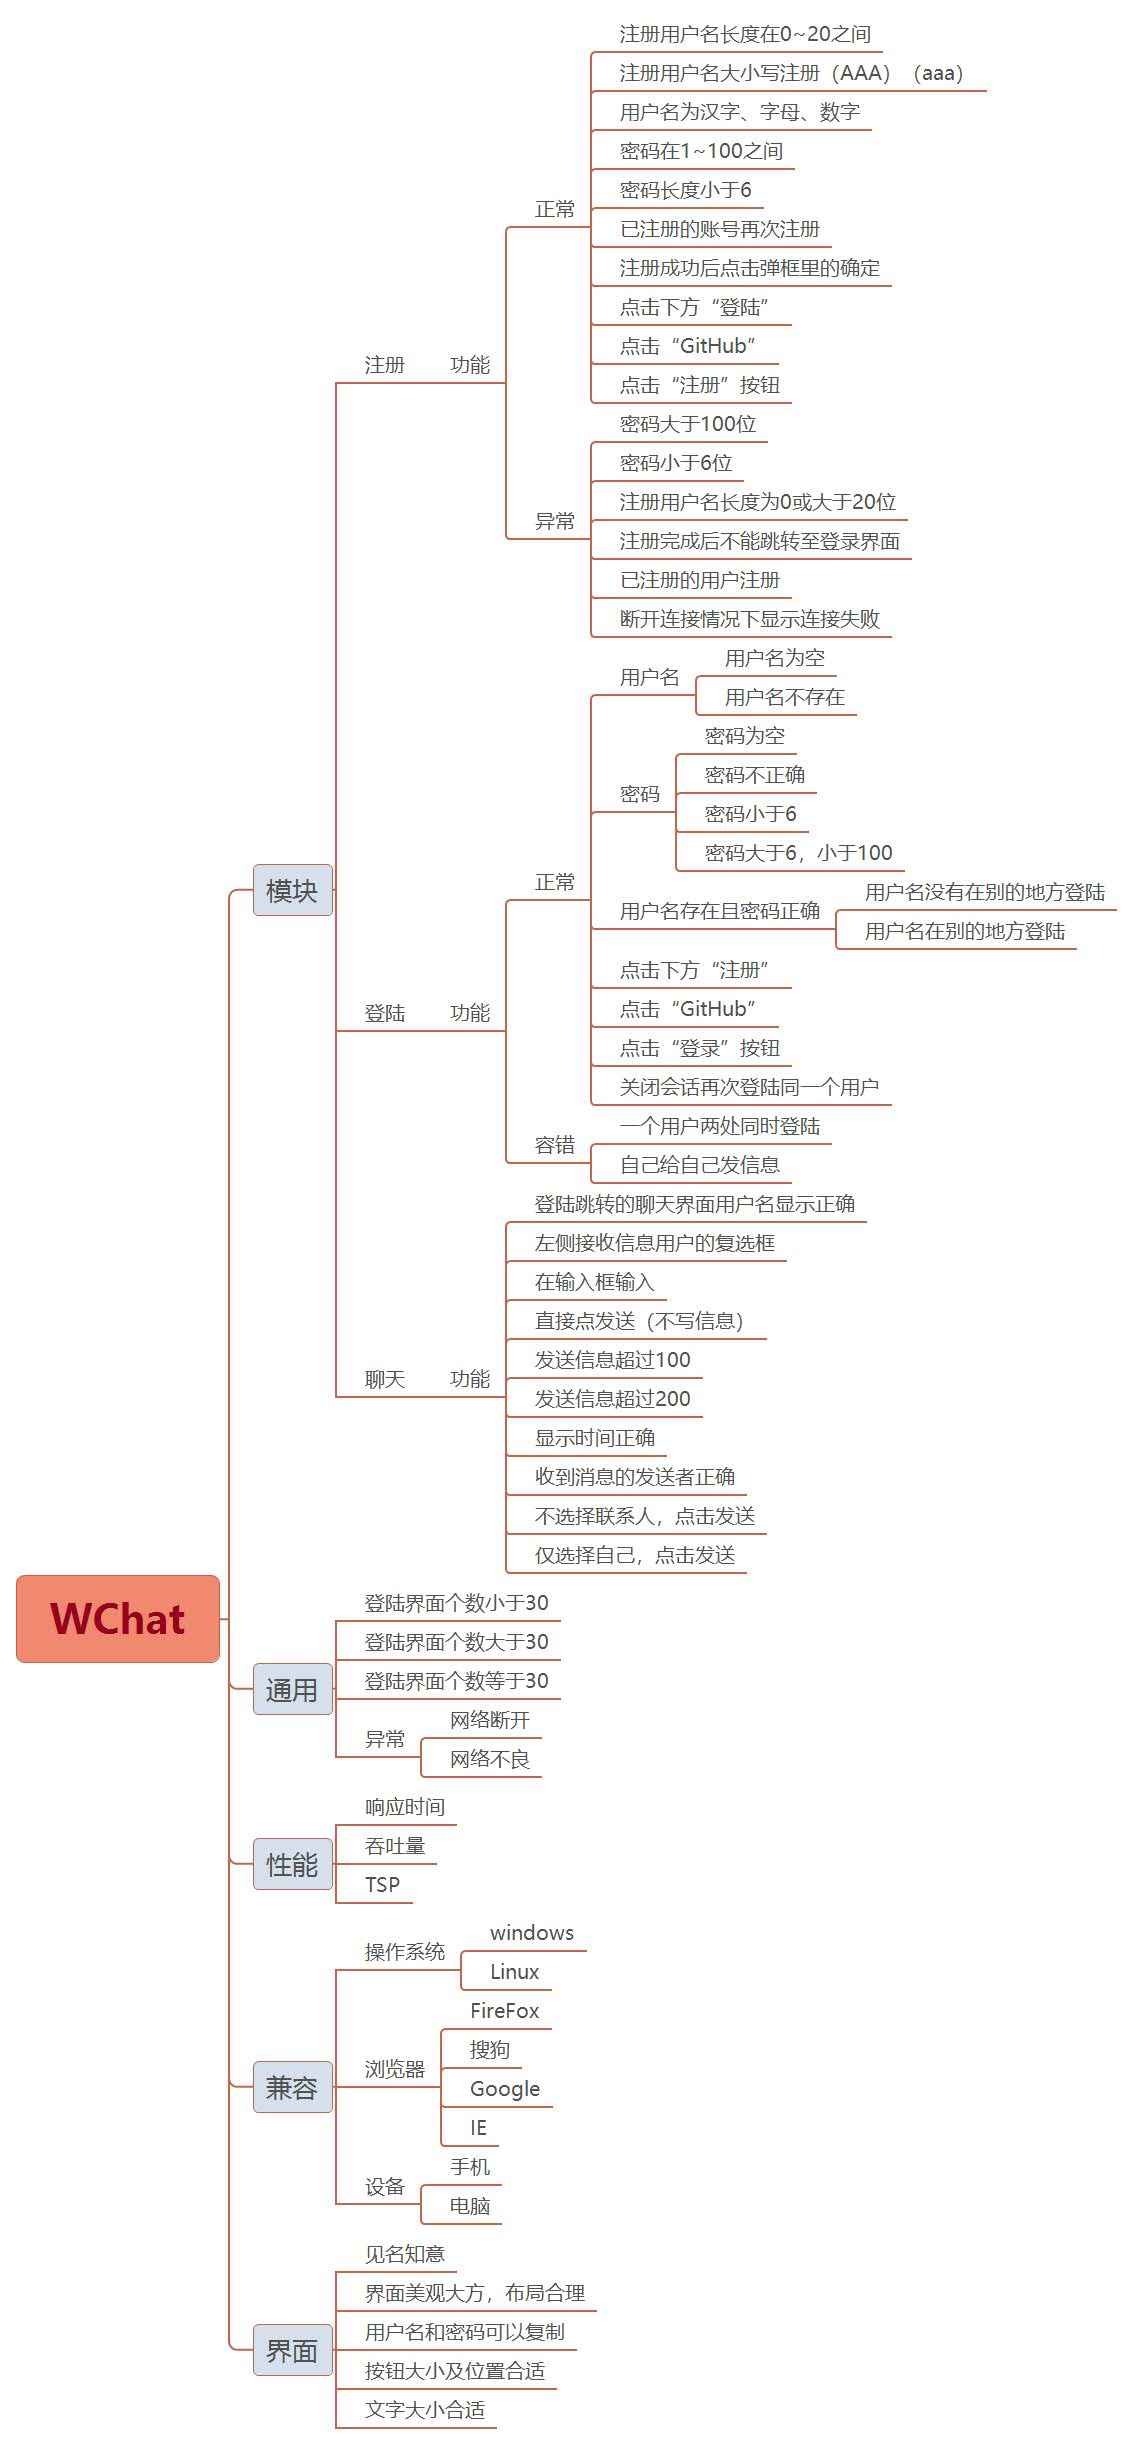 注册用户名长度在0~20之间
注册用户名大小写注册（AAA）（aaa）
用户名为汉字、字母、数字
密码在1~100之间
密码长度小于6
正常
已注册的账号再次注册
注册成功后点击弹框里的确定
点击下方“登陆”
点击“GitHub”
注册
功能
点击“注册”按钮
密码大于100位
密码小于6位
注册用户名长度为0或大于20位
异常
注册完成后不能跳转至登录界面
已注册的用户注册
断开连接情况下显示连接失败
用户名
用户名为空
用户名不存在
密码为空
密码不正确
密码
密码小于6
密码大于6，小于100
模块
正常
用户名没有在别的地方登陆
用户名存在且密码正确
用户名在别的地方登陆
点击下方“注册”
点击“GitHub”
登陆
功能
点击“登录”按钮
关闭会话再次登陆同一个用户
一个用户两处同时登陆
容错
自己给自己发信息
登陆跳转的聊天界面用户名显示正确
左侧接收信息用户的复选框
在输入框输入
直接点发送（不写信息）
发送信息超过100
聊天
功能
发送信息超过200
显示时间正确
收到消息的发送者正确
不选择联系人，点击发送
仅选择自己，点击发送
WChat
登陆界面个数小于30
登陆界面个数大于30
通用
登陆界面个数等于30
异常
网络断开
网络不良
响应时间
性能
吞吐量
TSP
操作系统
windows
Linux
FireFox
浏览器
搜狗
兼容
Google
IE
设备
手机
电脑
见名知意
界面美观大方，布局合理
界面
用户名和密码可以复制
按钮大小及位置合适
文字大小合适